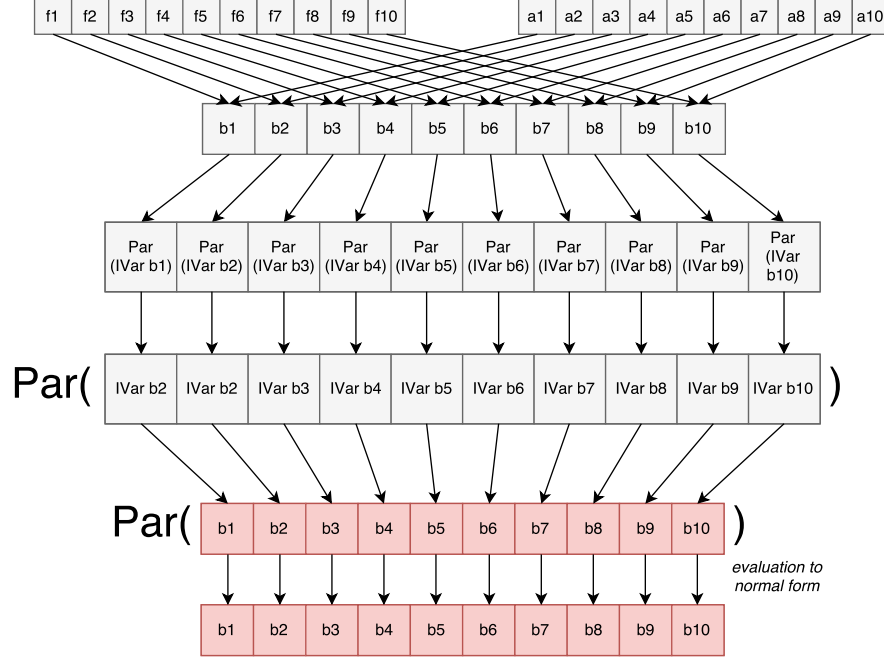 f1 f2 f3 f4 f5 f6 f7 f8 f9 f10 a1 a2 a3 a4 a5 a6 a7 a8 a9 a10
b1 b2 b3 b4 b5 b6 b7 b8 b9 b10
Par
(IVar b1)
Par
(IVar b2)
Par
(IVar b3)
Par
(IVar b4)
Par
(IVar b5)
Par
(IVar b6)
Par
(IVar b7)
Par
(IVar b8)
Par
(IVar b9)
Par
(IVar
b10)
Par( IVar b2 IVar b2 IVar b3 IVar b4 IVar b5 IVar b6 IVar b7 IVar b8 IVar b9 IVar b10 )
Par( b1 b2 b3 b4 b5 b6 b7 b8 b9 b10 )
evaluation to
normal form
b1 b2 b3 b4 b5 b6 b7 b8 b9 b10